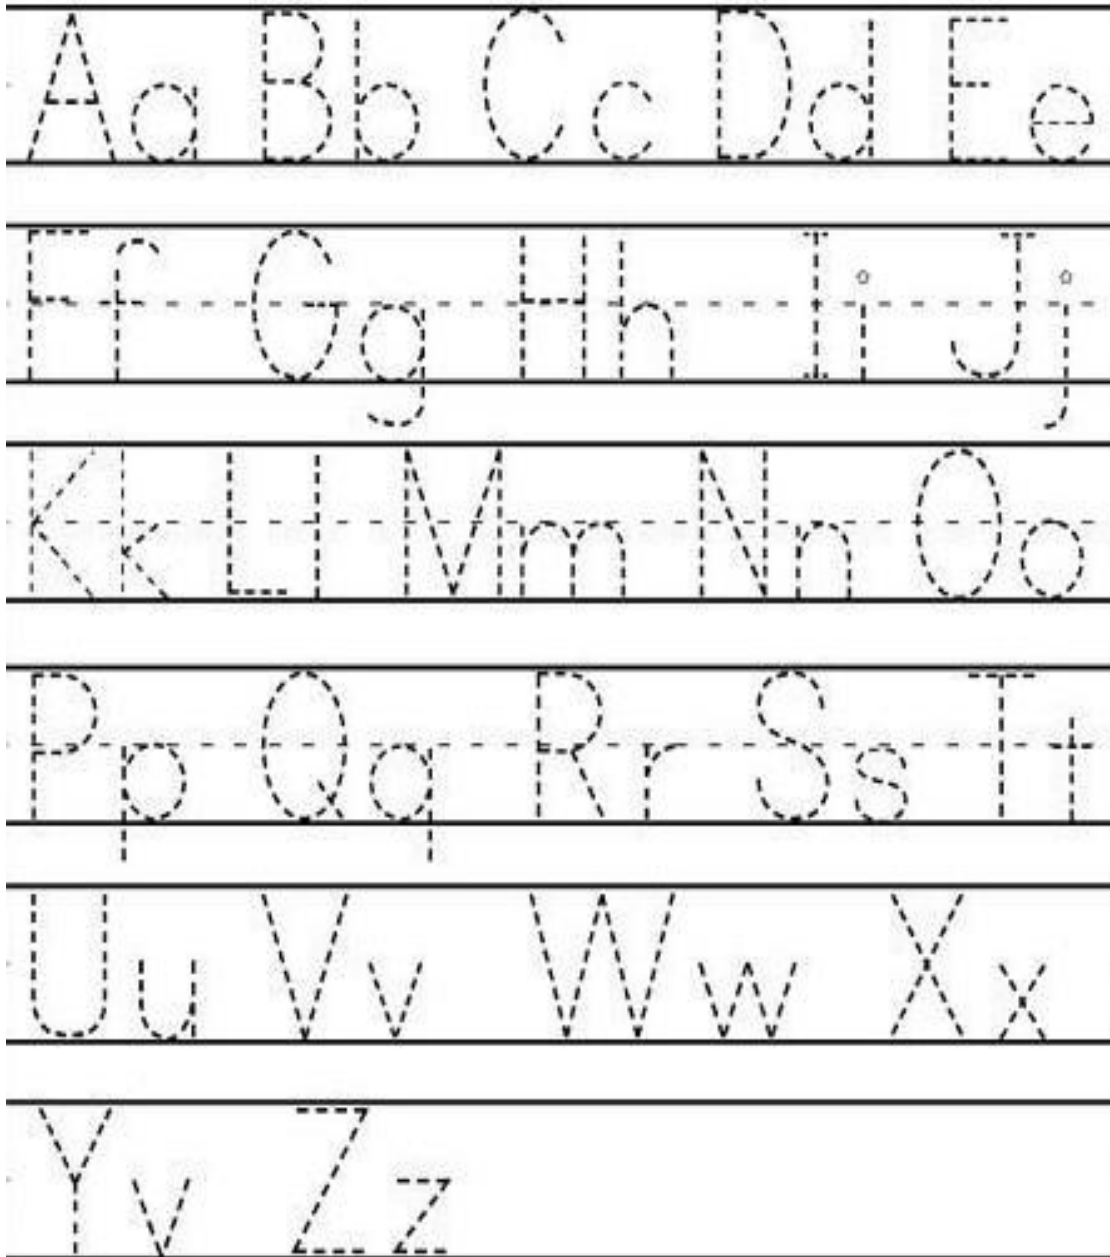 Aa Bb Cc Dd Ee
Ff Gg Hh Ii Jj
Kk Ll Mm Nn Oo
Pp Qq Rr Ss Tt
Uu Vv Ww Xx
Yy Zz